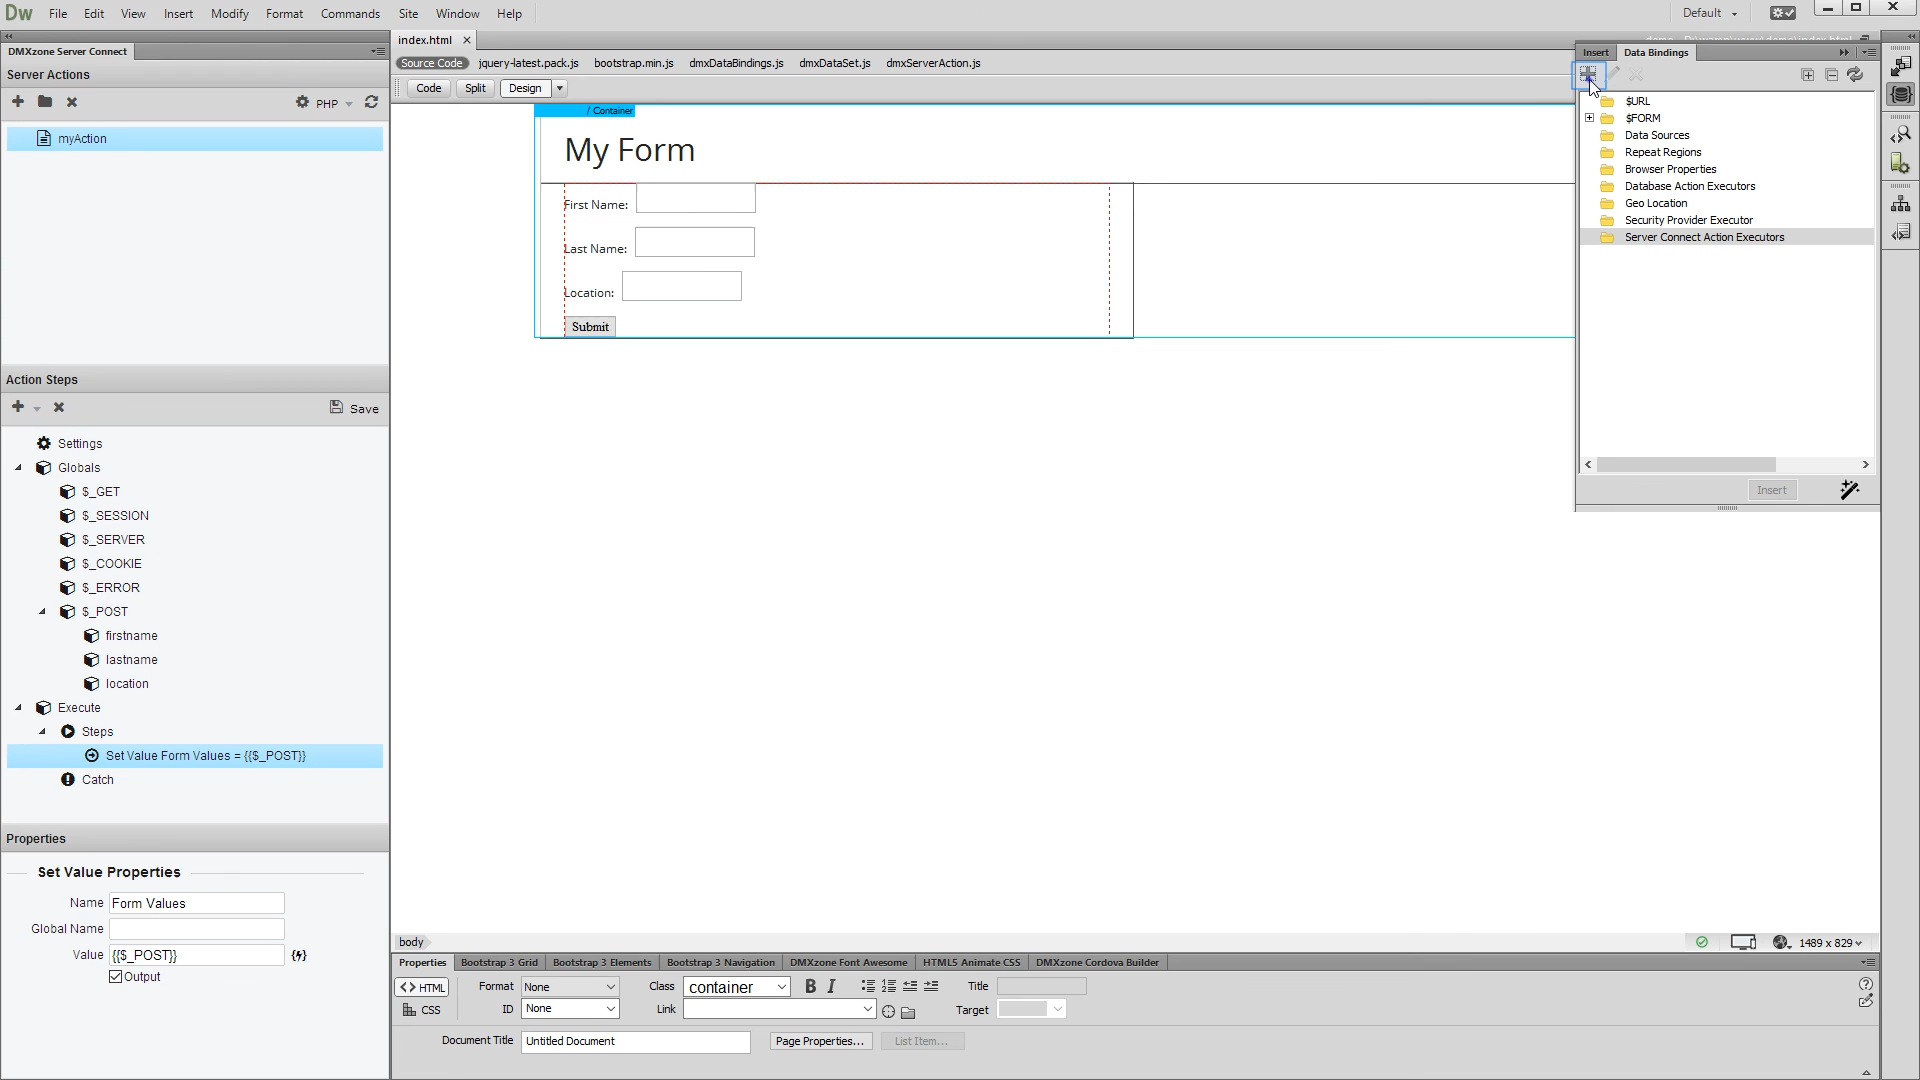 Dw File Edit View Insert Modify Format Commands Site Window Help
Default
DMXzone Server Connect
Server Actions
PHP
myAction
Action Steps
Save
Settings
Globals
$_GET
$_SESSION
$_SERVER
$_COOKIE
$_ERROR
$_POST
firstname
lastname
location
Execute
Steps
Set Value Form Values = {{$_POST}}
Catch
Properties
Set Value Properties
Name Form Values
Global Name
Value {{$_POST}}
Output
index.html
Source Code jquery-latest.pack.js bootstrap.min.js dmxDataBindings.js dmxDataSet.js dmxServerAction.js
Code Split Design
/ Container
My Form
First Name:
Last Name:
Location:
Submit
Insert Data Bindings
$URL
$FORM
Data Sources
Repeat Regions
Browser Properties
Database Action Executors
Geo Location
Security Provider Executor
Server Connect Action Executors
Insert
body
1489 x 829
Properties Bootstrap 3 Grid Bootstrap 3 Elements Bootstrap 3 Navigation DMXzone Font Awesome HTML5 Animate CSS DMXzone Cordova Builder
<> HTML Format None Class container B I Title
CSS ID None Link Target
Document Title Untitled Document Page Properties... List Item...